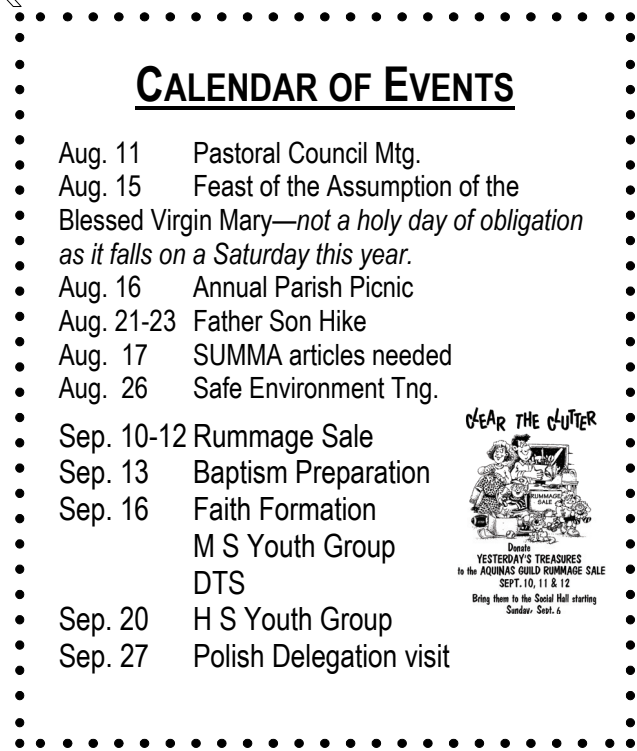 CALENDAR OF EVENTS
Aug. 11 Pastoral Council Mtg.
Aug. 15 Feast of the Assumption of the
Blessed Virgin Mary—not a holy day of obligation
as it falls on a Saturday this year.
Aug. 16 Annual Parish Picnic
Aug. 21-23 Father Son Hike
Aug. 17 SUMMA articles needed
Aug. 26 Safe Environment Tng.
Sep. 10-12 Rummage Sale
Sep. 13 Baptism Preparation
Sep. 16 Faith Formation
M S Youth Group
DTS
Sep. 20 H S Youth Group
Sep. 27 Polish Delegation visit
CLEAR THE CLUTTER
RUMMAGE
SALE
Donate
YESTERDAY'S TREASURES
to the AQUINAS GUILD RUMMAGE SALE
SEPT. 10, 11 & 12
Bring them to the Social Hall starting
Sunday, Sept. 6